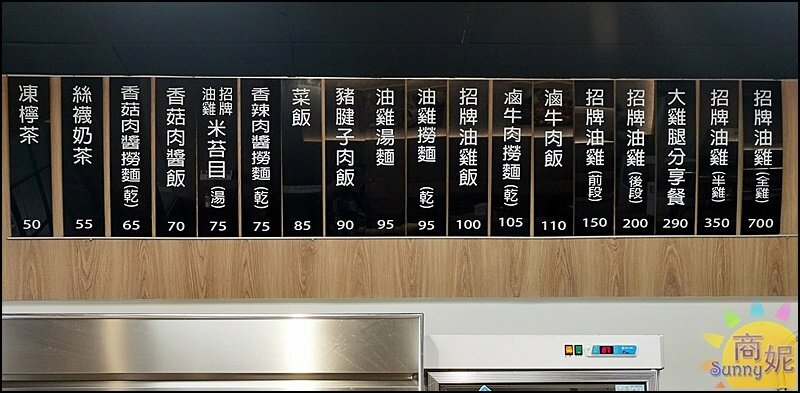 凍檸茶 50
絲襪奶茶 55
香菇肉醬撈麵(乾) 65
香菇肉醬飯 70
招牌油雞米苔目(湯) 75
香辣肉醬撈麵(乾) 75
菜飯 85
豬腱子肉飯 90
油雞湯麵 95
油雞撈麵(乾) 95
招牌油雞飯 100
滷牛肉撈麵(乾) 105
滷牛肉飯 110
招牌油雞(前段) 150
招牌油雞(後段) 200
大雞腿分享餐 290
招牌油雞(半雞) 350
招牌油雞(全雞) 700
商妮
Sunny